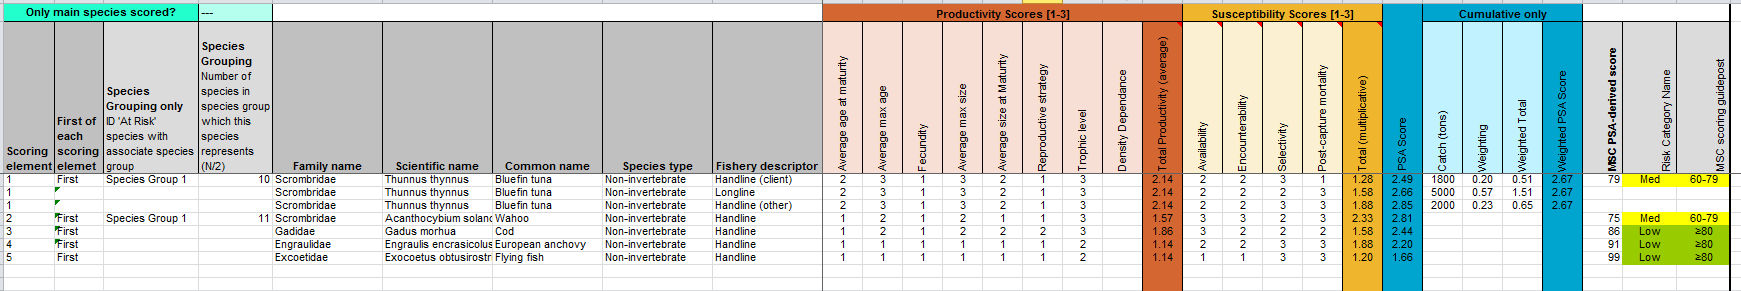 Only main species scored? ---
Productivity Scores [1-3] Susceptibility Scores [1-3] Cumulative only
Scoring
element
First of
each
scoring
elemet
Species
Grouping only
ID 'At Risk'
species with
associate species
group
Species
Grouping
Number of
species in
species group
which this
species
represents
(N/2)
Family name
Scientific name
Common name
Species type
Fishery descriptor
Average age at maturity
Average max age
Fecundity
Average max size
Average size at Maturity
Reproductive strategy
Trophic level
Density Dependance
Total Productivity (average)
Availability
Encounterability
Selectivity
Post-capture mortality
Total (multiplicative)
PSA Score
Catch (tons)
Weighting
Weighted Total
Weighted PSA Score
MSC PSA-derived score
Risk Category Name
MSC scoring guidepost
1 First Species Group 1 10 Scrombridae Thunnus thynnus Bluefin tuna Non-invertebrate Handline (client) 2 3 1 3 2 1 3 2.14 2 2 3 1 1.28 2.49 1800 0.20 0.51 2.67 79 Med 60-79
1 Scrombridae Thunnus thynnus Bluefin tuna Non-invertebrate Longline 2 3 1 3 2 1 3 2.14 2 2 2 3 1.58 2.66 5000 0.57 1.51 2.67
1 Scrombridae Thunnus thynnus Bluefin tuna Non-invertebrate Handline (other) 2 3 1 3 2 1 3 2.14 2 2 3 3 1.88 2.85 2000 0.23 0.65 2.67
2 First Species Group 1 11 Scrombridae Acanthocybium solanc Wahoo Non-invertebrate Handline 1 2 1 2 1 1 3 1.57 3 3 2 3 2.33 2.81 75 Med 60-79
3 First Gadidae Gadus morhua Cod Non-invertebrate Handline 1 2 1 2 2 2 3 1.86 3 2 2 2 1.58 2.44 86 Low ≥80
4 First Engraulidae Engraulis encrasicolus European anchovy Non-invertebrate Handline 1 1 1 1 1 1 2 1.14 2 2 3 3 1.88 2.20 91 Low ≥80
5 First Excoetidae Exocoetus obtusirostr Flying fish Non-invertebrate Handline 1 1 1 1 1 1 2 1.14 1 1 3 3 1.20 1.66 99 Low ≥80